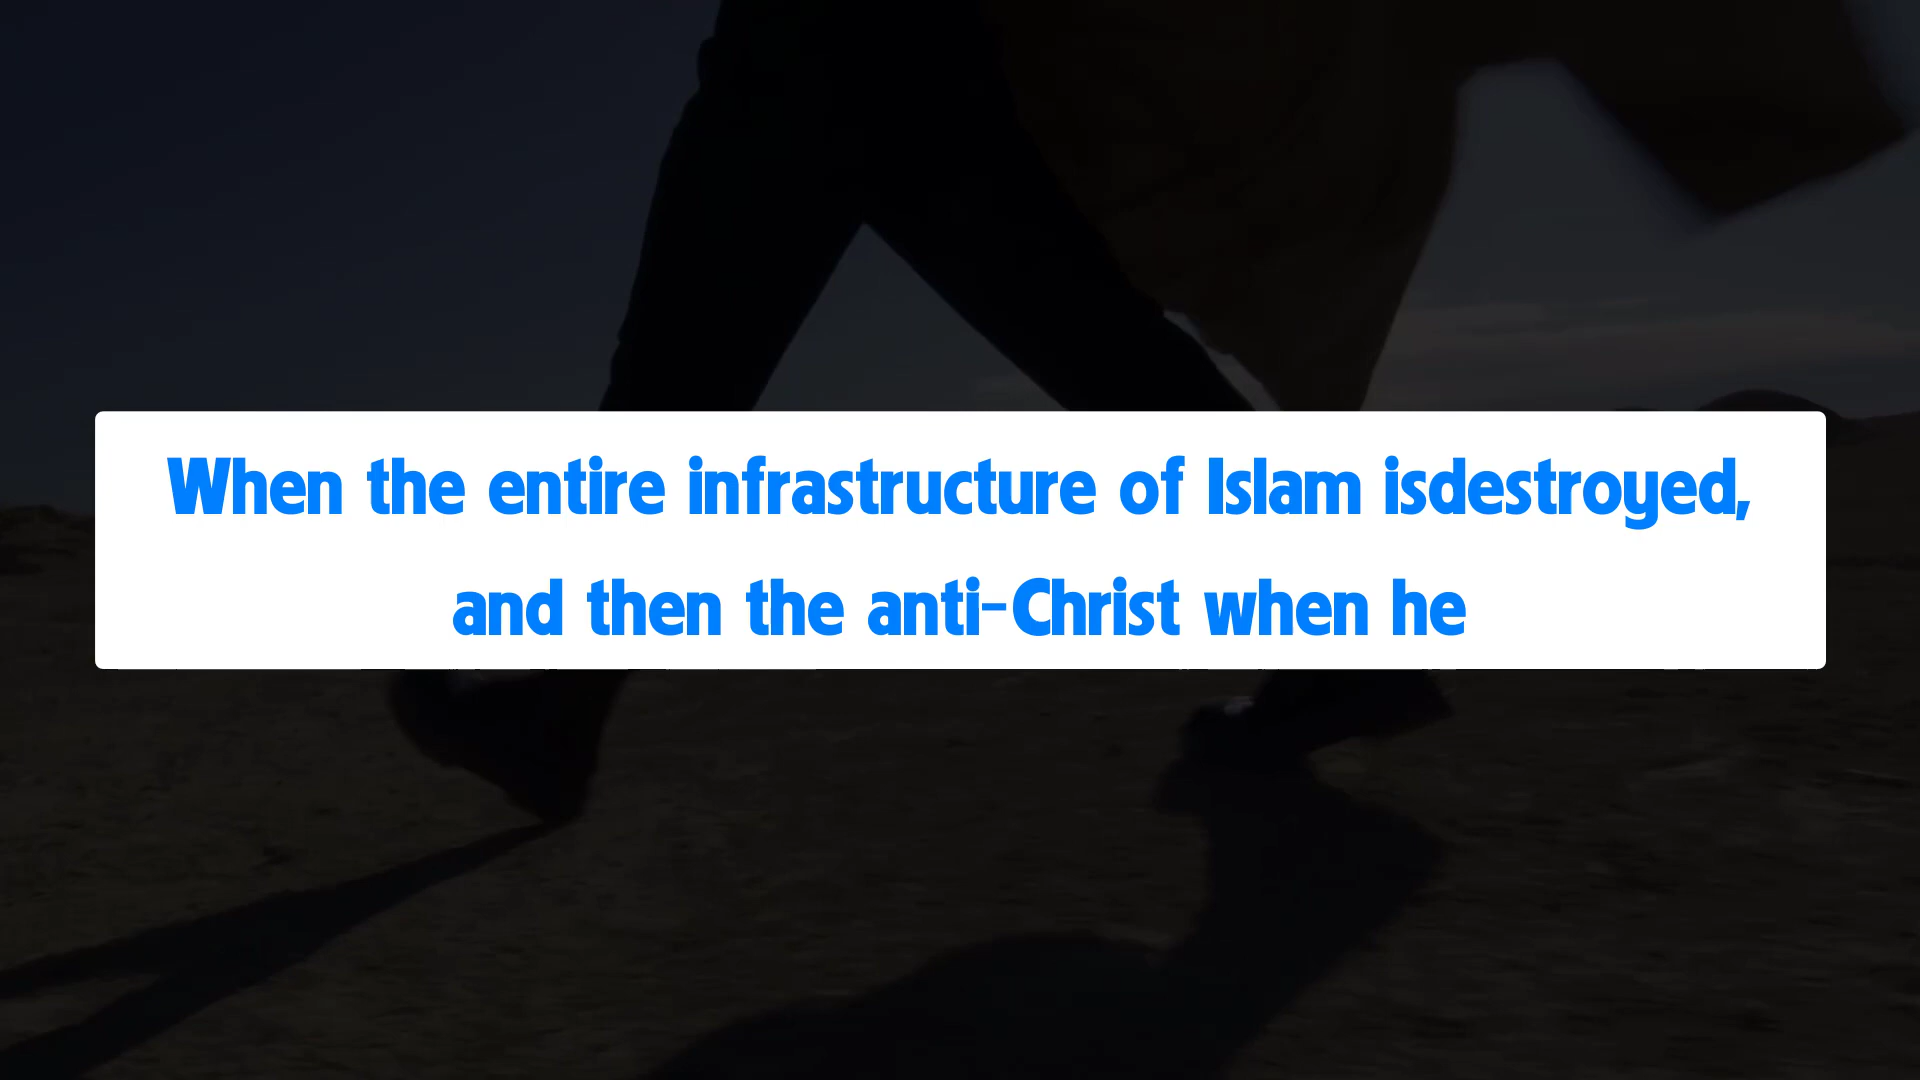 When the entire infrastructure of Islam isdestroyed,
and then the anti-Christ when he